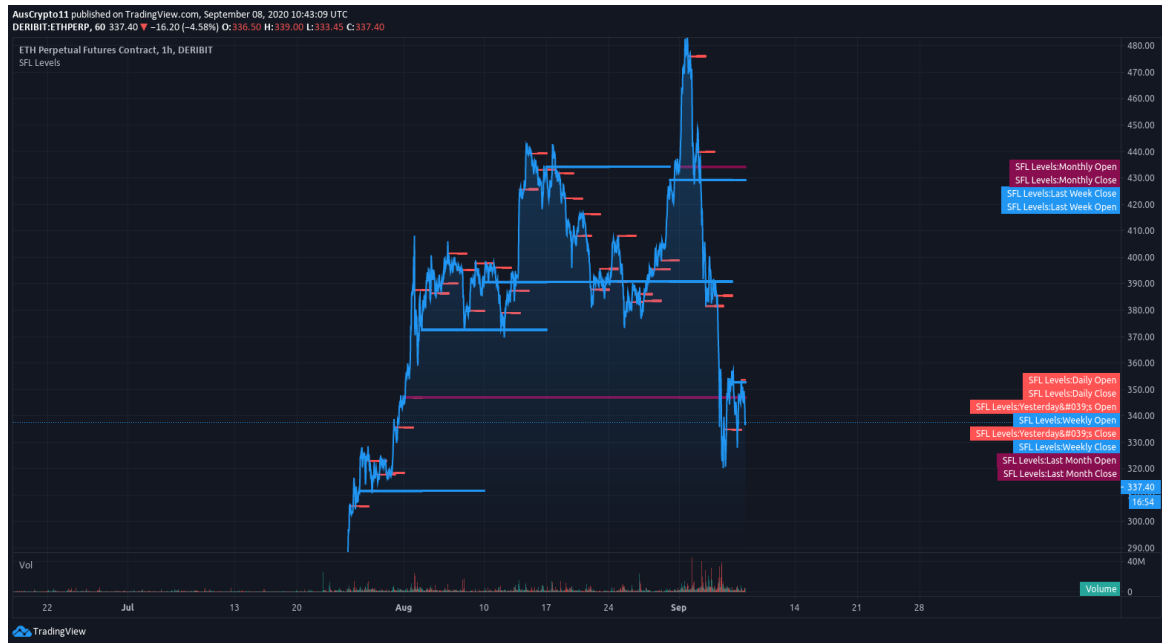 AusCrypto11 published on TradingView.com, September 08, 2020 10:43:09 UTC
DERIBIT:ETHPERP, 60 337.40 ▼ −16.20 (−4.58%) O:336.50 H:339.00 L:333.45 C:337.40
ETH Perpetual Futures Contract, 1h, DERIBIT
SFL Levels
480.00
470.00
460.00
450.00
440.00
SFL Levels:Monthly Open
430.00
SFL Levels:Monthly Close
SFL Levels:Last Week Close
420.00
SFL Levels:Last Week Open
410.00
400.00
390.00
380.00
370.00
360.00
SFL Levels:Daily Open
350.00
SFL Levels:Daily Close
SFL Levels:Yesterday&#039;s Open
340.00
SFL Levels:Weekly Open
SFL Levels:Yesterday&#039;s Close
330.00
SFL Levels:Weekly Close
SFL Levels:Last Month Open
320.00
SFL Levels:Last Month Close
337.40
16:54
300.00
290.00
Vol
40M
Volume
0
22 Jul 13 20 Aug 10 17 24 Sep 14 21 28
TradingView